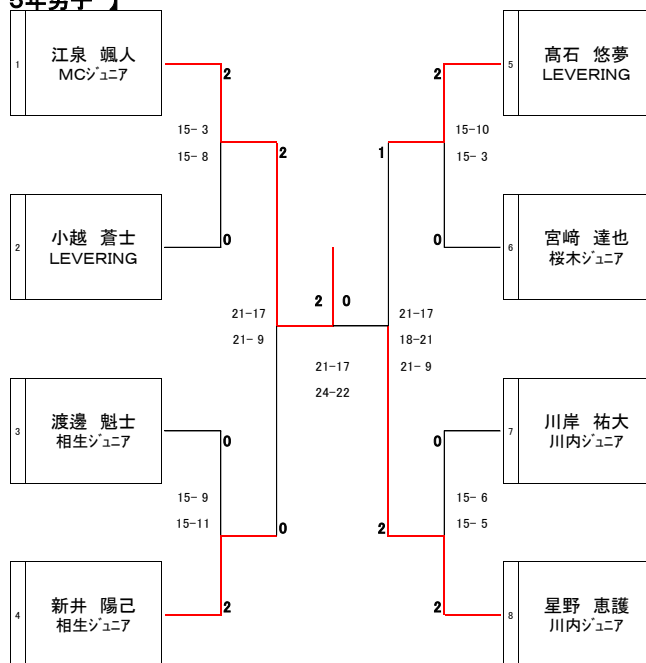 5年男子 】
1
江泉 颯人
MCジュニア
2
15- 3
15- 8
2
小越 蒼士
LEVERING
0
2
21-17
21- 9
3
渡邊 魁士
相生ジュニア
0
15- 9
15-11
4
新井 陽己
相生ジュニア
2
0
2 0
21-17
24-22
5
髙石 悠夢
LEVERING
2
15-10
15- 3
6
宮﨑 達也
桜木ジュニア
0
1
21-17
18-21
21- 9
7
川岸 祐大
川内ジュニア
0
15- 6
15- 5
8
星野 恵護
川内ジュニア
2
2